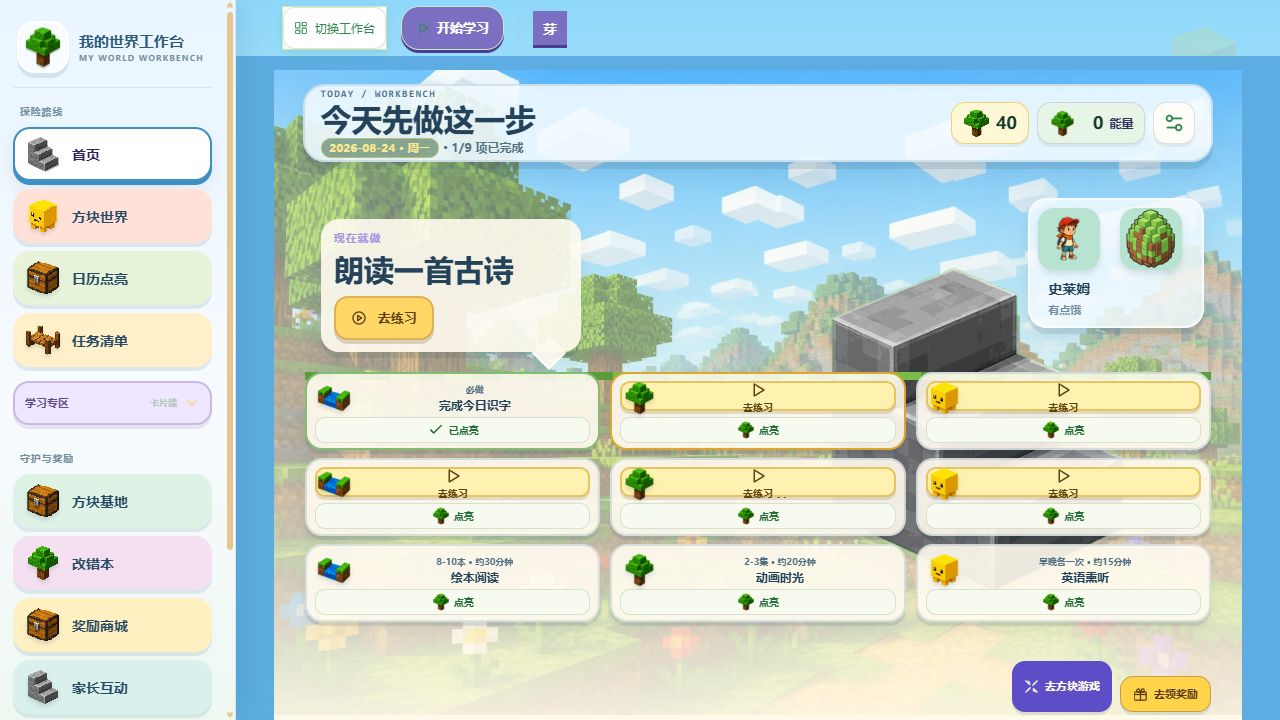 我的世界工作台
MY WORLD WORKBENCH
探险路线
首页
方块世界
日历点亮
任务清单
学习专区
卡片篇
守护与奖励
方块基地
改错本
奖励商城
家长互动
切换工作台
开始学习
芽
TODAY / WORKBENCH
今天先做这一步
2026-08-24 • 周一 • 1/9 项已完成
40
0 能量
现在就做
朗读一首古诗
去练习
史莱姆
有点饿
必做
完成今日识字
已点亮
去练习
点亮
去练习
点亮
去练习
点亮
去练习
点亮
去练习
点亮
8-10本 • 约30分钟
绘本阅读
点亮
2-3集 • 约20分钟
动画时光
点亮
早晚各一次 • 约15分钟
英语熏听
点亮
去方块游戏
去领奖励